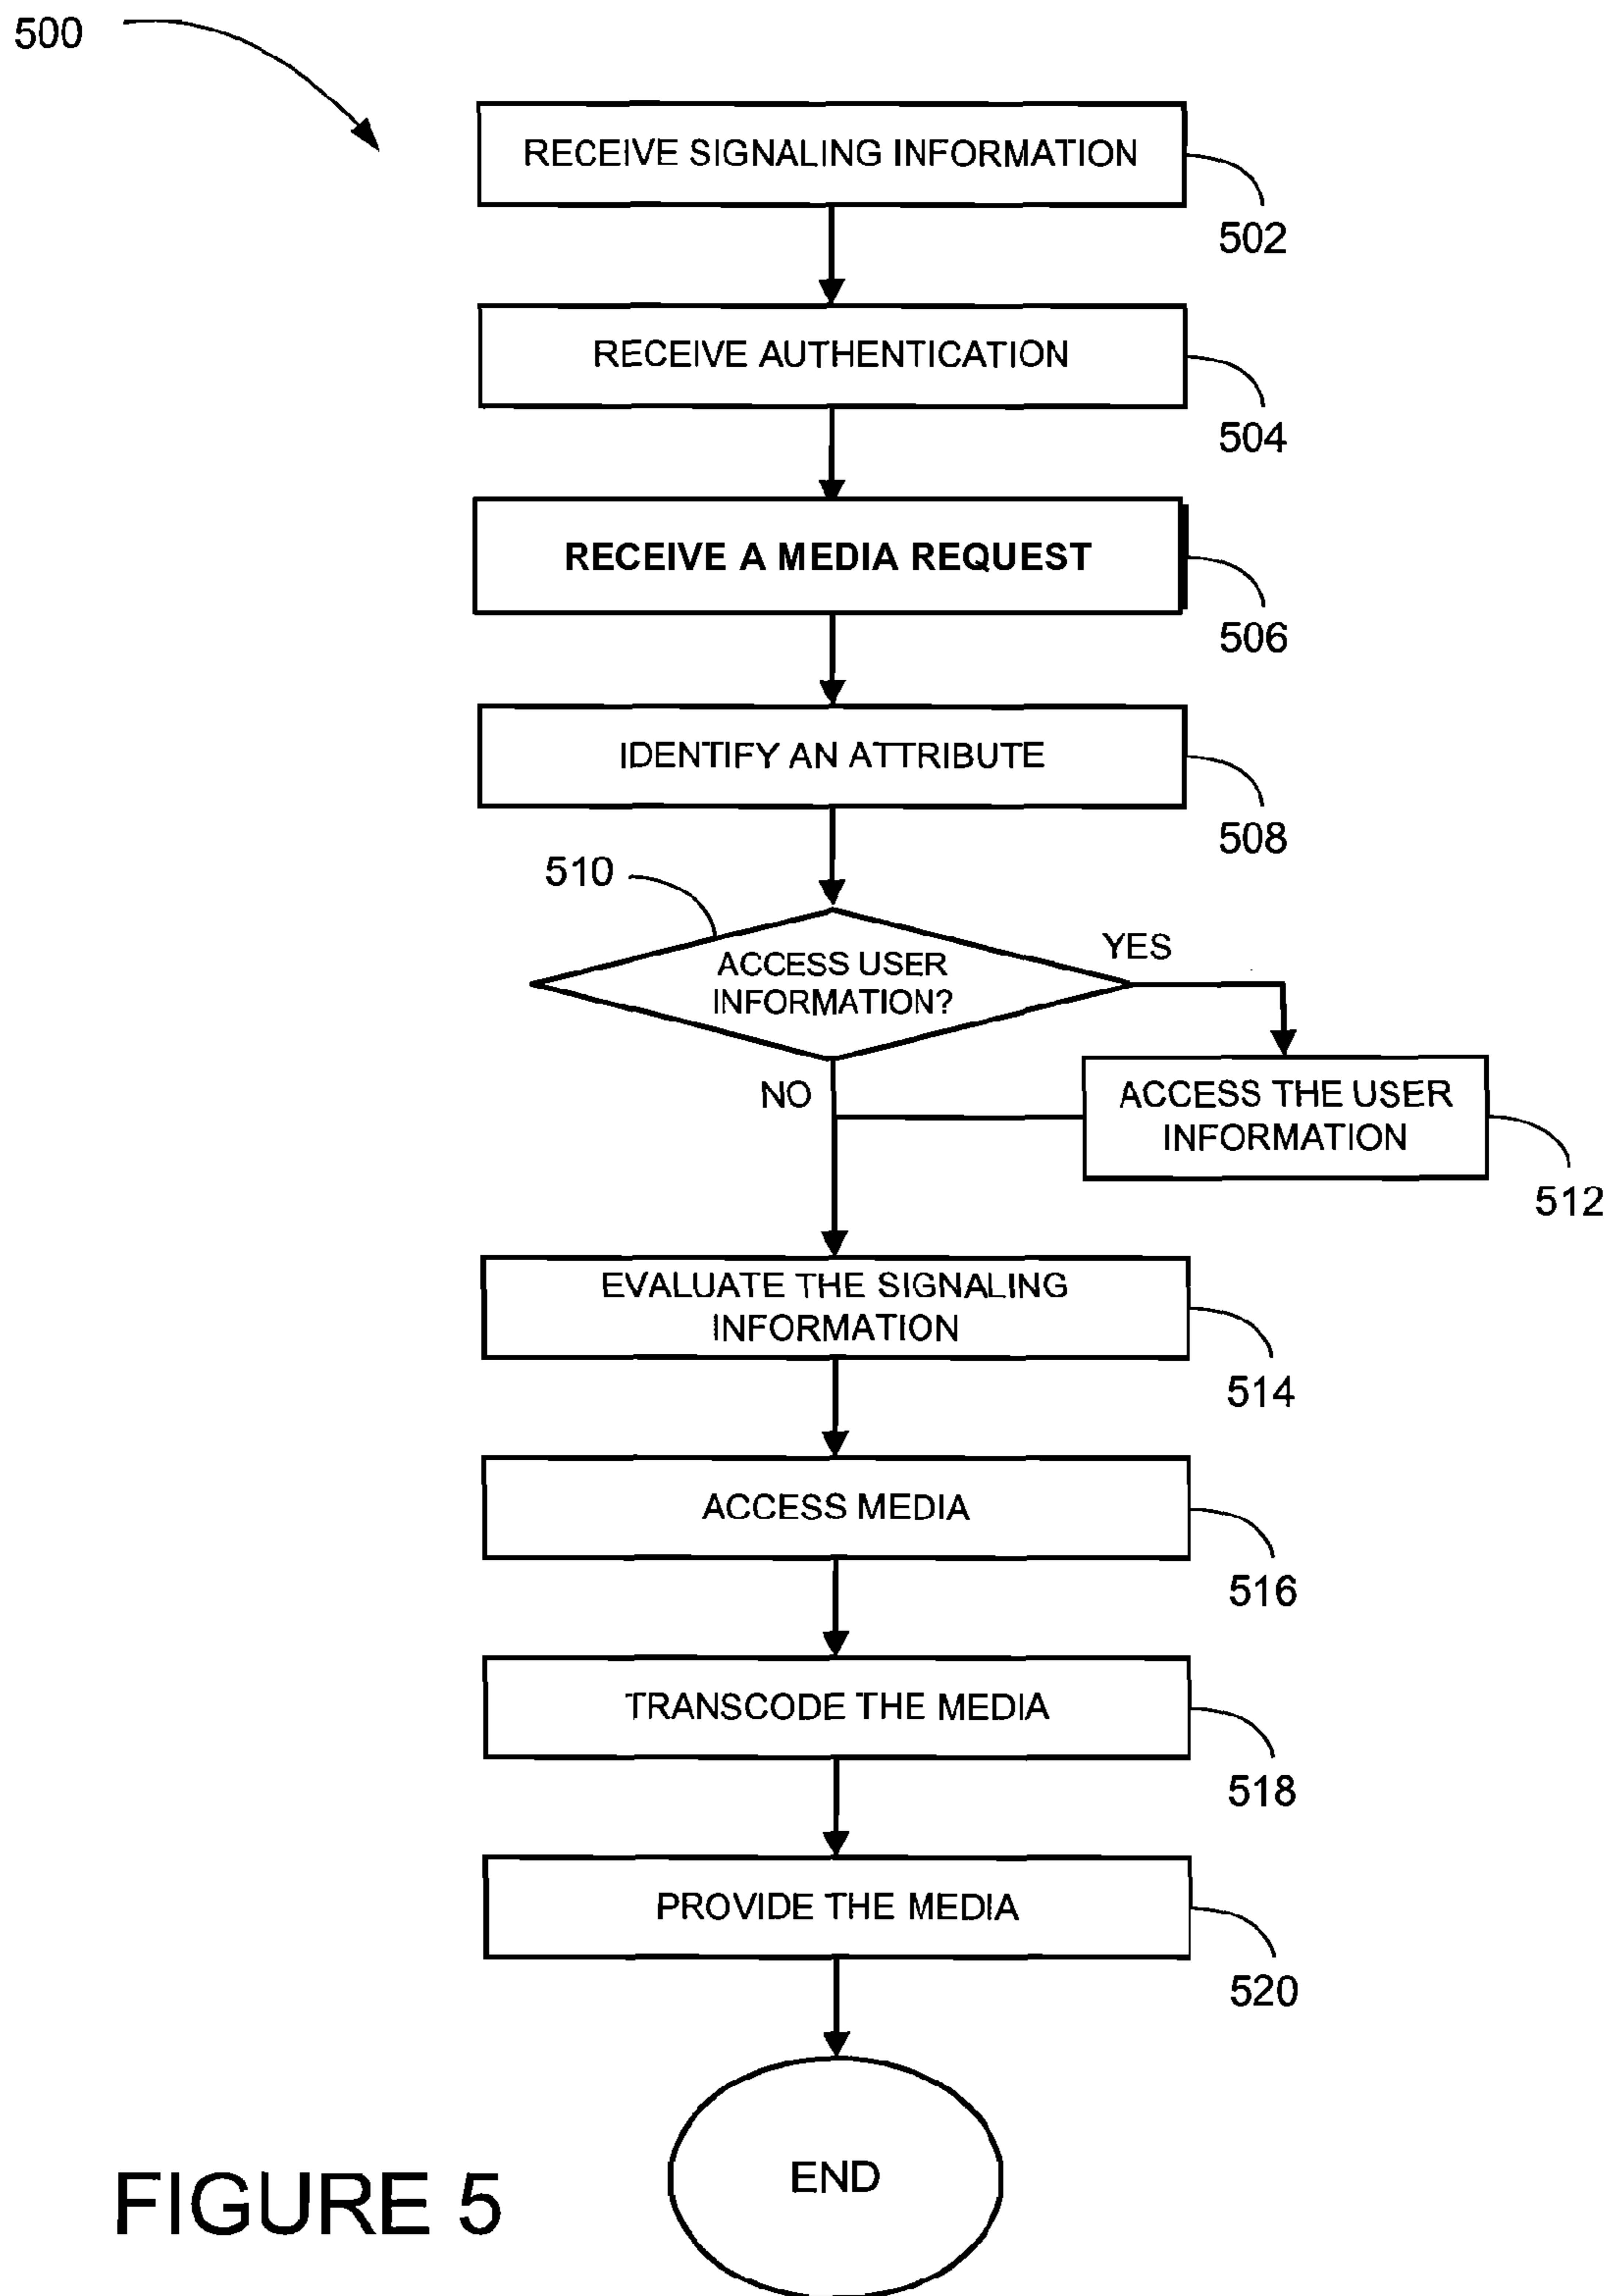 500
RECEIVE SIGNALING INFORMATION
502
RECEIVE AUTHENTICATION
504
RECEIVE A MEDIA REQUEST
506
IDENTIFY AN ATTRIBUTE
508
510
ACCESS USER
INFORMATION?
YES
NO
ACCESS THE USER
INFORMATION
512
EVALUATE THE SIGNALING
INFORMATION
514
ACCESS MEDIA
516
TRANSCODE THE MEDIA
518
PROVIDE THE MEDIA
520
END
FIGURE 5